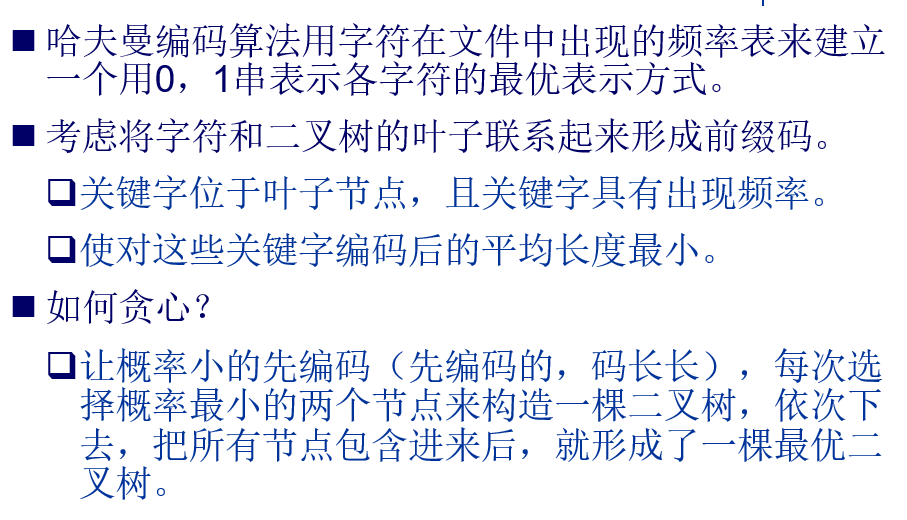 哈夫曼编码算法用字符在文件中出现的频率表来建立
一个用0，1串表示各字符的最优表示方式。
考虑将字符和二叉树的叶子联系起来形成前缀码。
关键字位于叶子节点，且关键字具有出现频率。
使对这些关键字编码后的平均长度最小。
如何贪心？
让概率小的先编码（先编码的，码长长），每次选
择概率最小的两个节点来构造一棵二叉树，依次下
去，把所有节点包含进来后，就形成了一棵最优二
叉树。